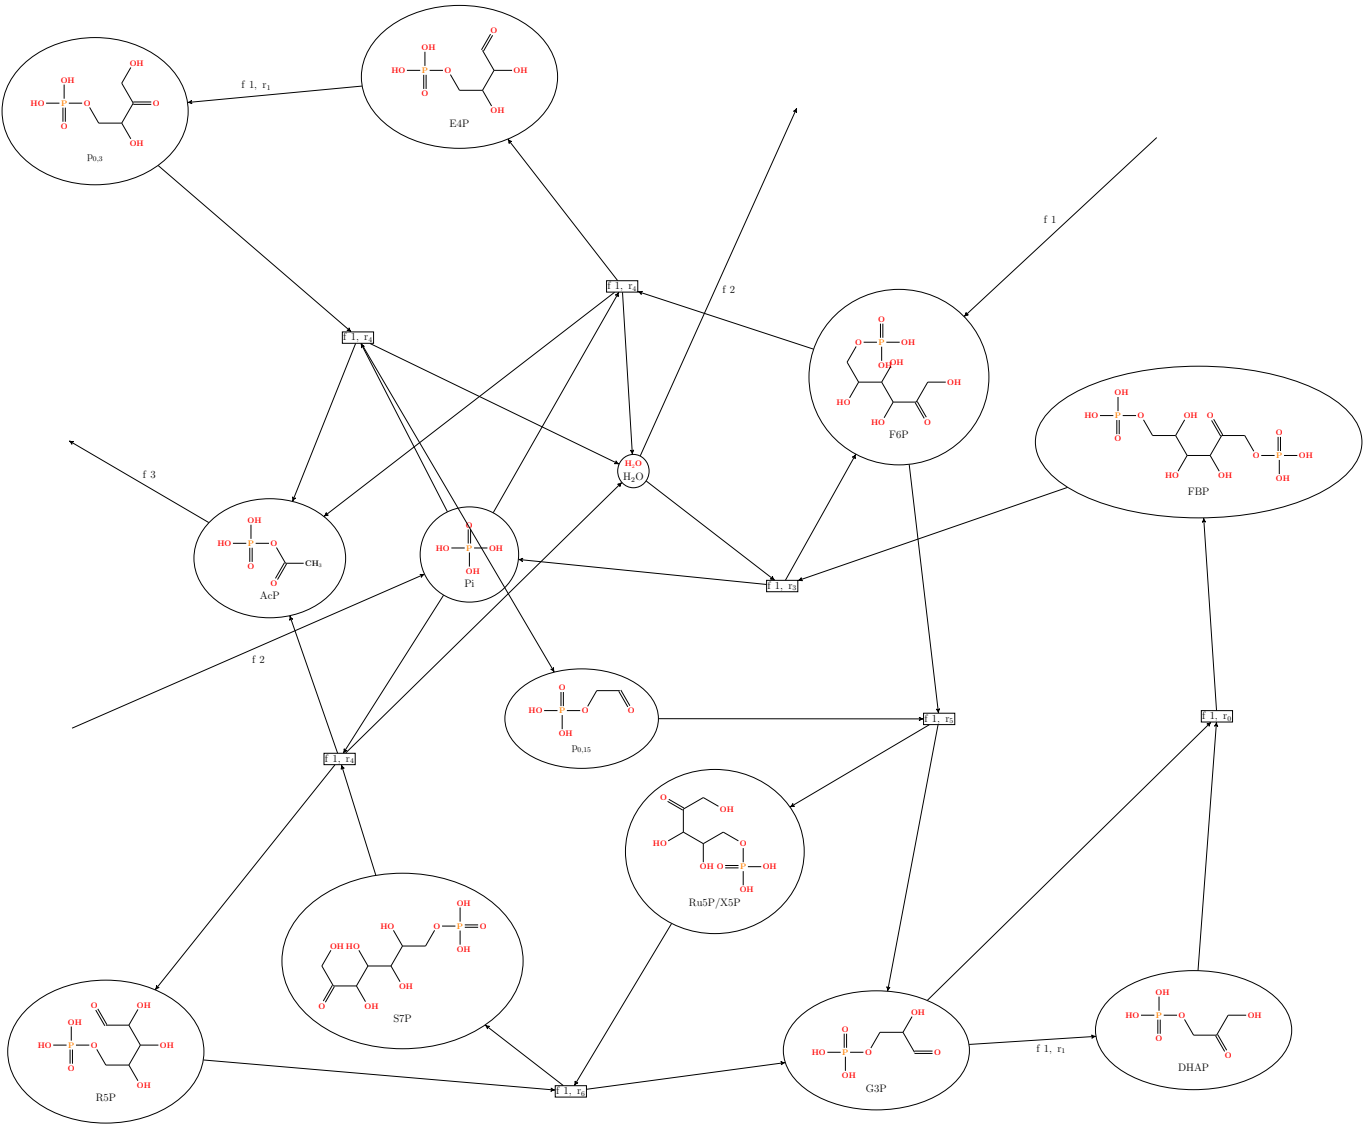 OH
HO P O O
O OH
p0,3
f 1, r1
O
OH
HO P O OH
O OH
E4P
f 1
f 2
f 1, r4
f 1, r4
O
O P OH
OH OH
OH
HO
HO O
F6P
OH
HO P O OH O
O O
HO OH O P OH
OH
FBP
f 3
H2O
H2O
OH
HO P O
O CH3
O
AcP
O
HO P OH
OH
Pi
f 1, r3
f 2
O
HO P O O
OH
p0,15
f 1, r5
f 1, r0
f 1, r4
O
OH
HO O
OH O P OH
OH
Ru5P/X5P
OH
HO O P O
OH HO OH
OH
O OH
S7P
O OH
OH
HO P O OH
O
OH
R5P
f 1, r6
OH
O
HO P O O
OH
G3P
f 1, r1
OH
HO P O OH
O
O
DHAP